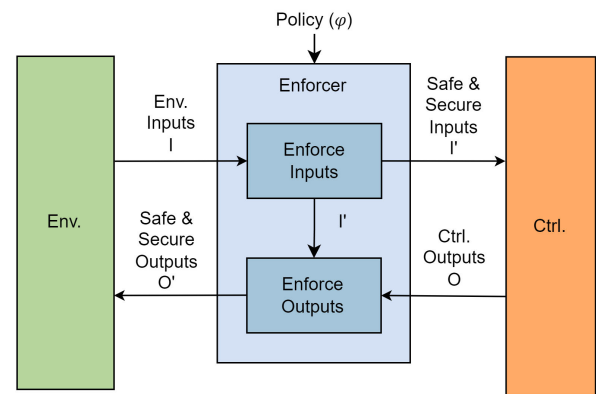 Policy (φ)
Enforcer
Env.
Inputs
I
Safe &
Secure
Inputs
I'
Enforce
Inputs
Env.
Safe &
Secure
Outputs
O'
I'
Ctrl.
Outputs
O
Ctrl.
Enforce
Outputs